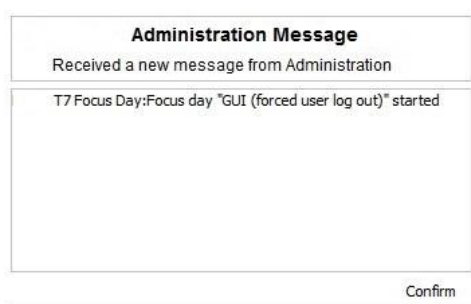 Administration Message
Received a new message from Administration
T7 Focus Day:Focus day "GUI (forced user log out)" started
Confirm